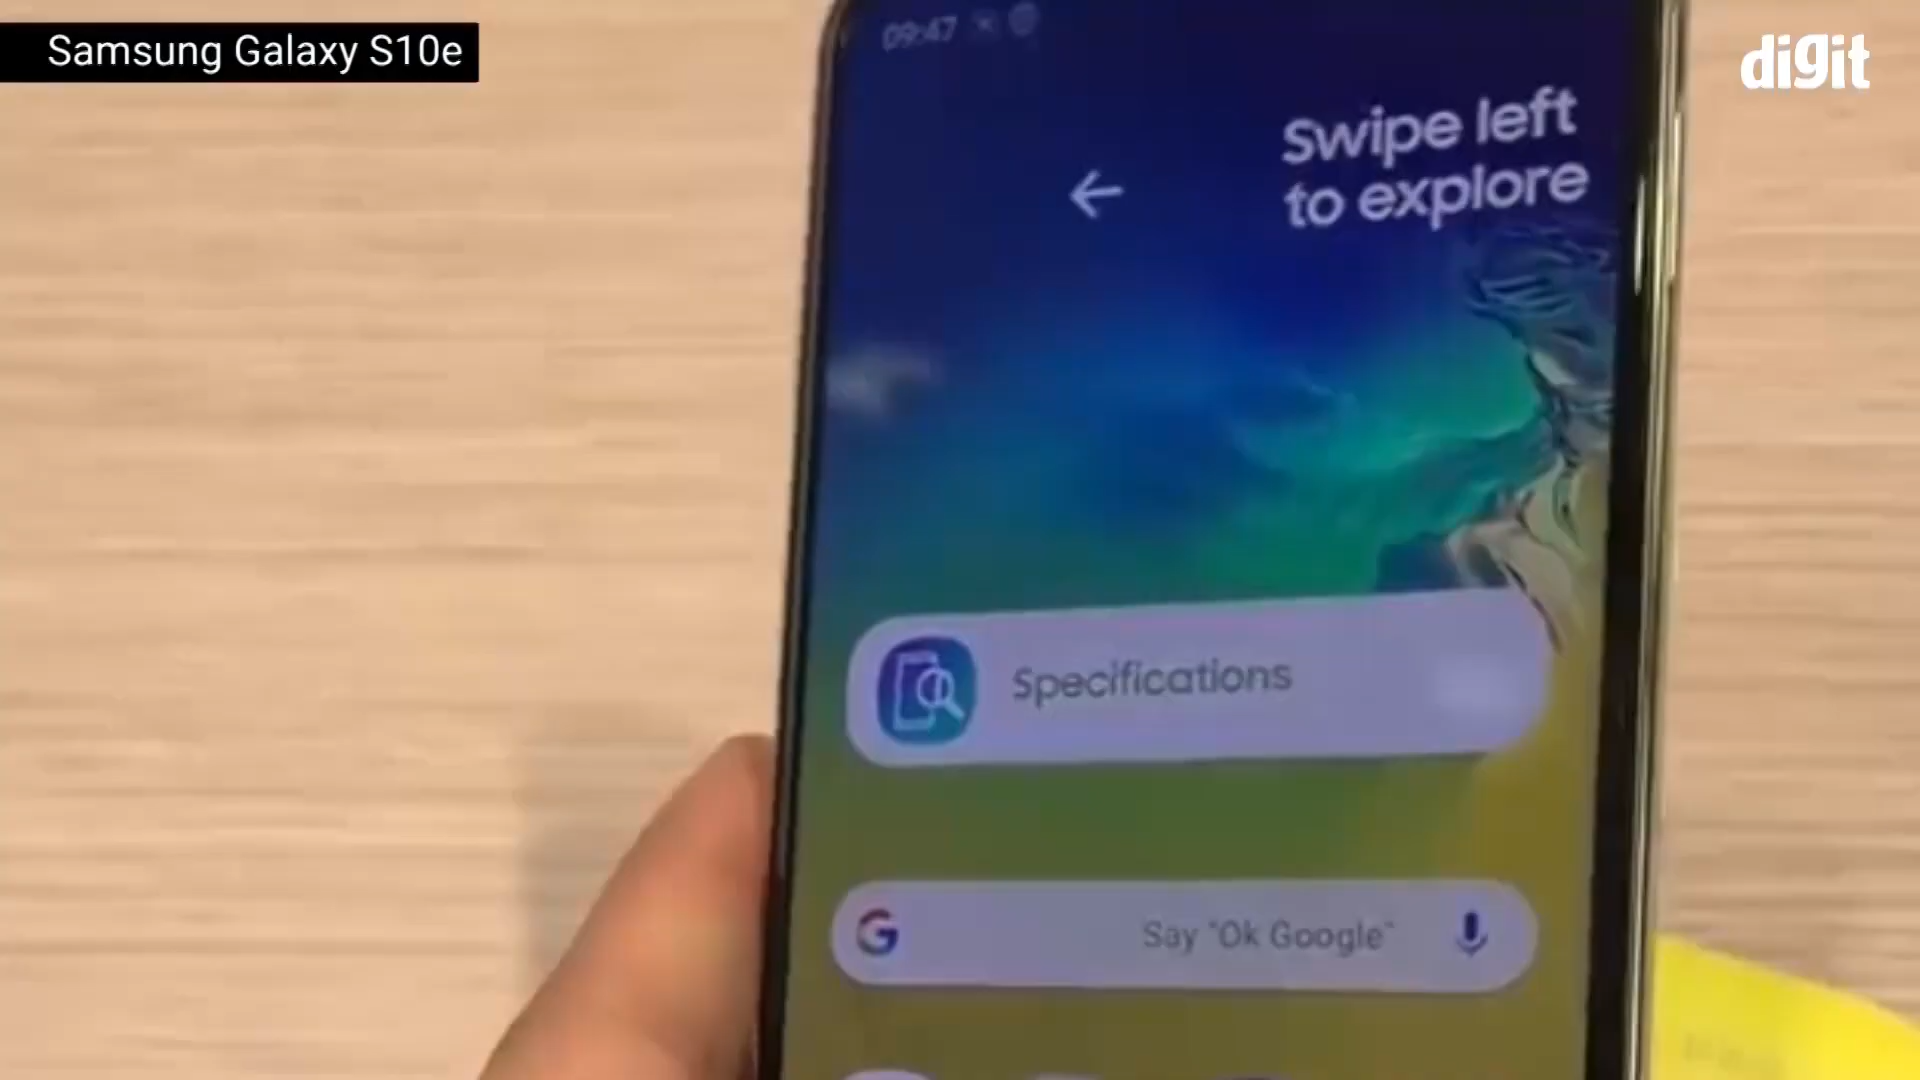 Samsung Galaxy S10e
digit
09:47
Swipe left
to explore
Specifications
G
Say "Ok Google"